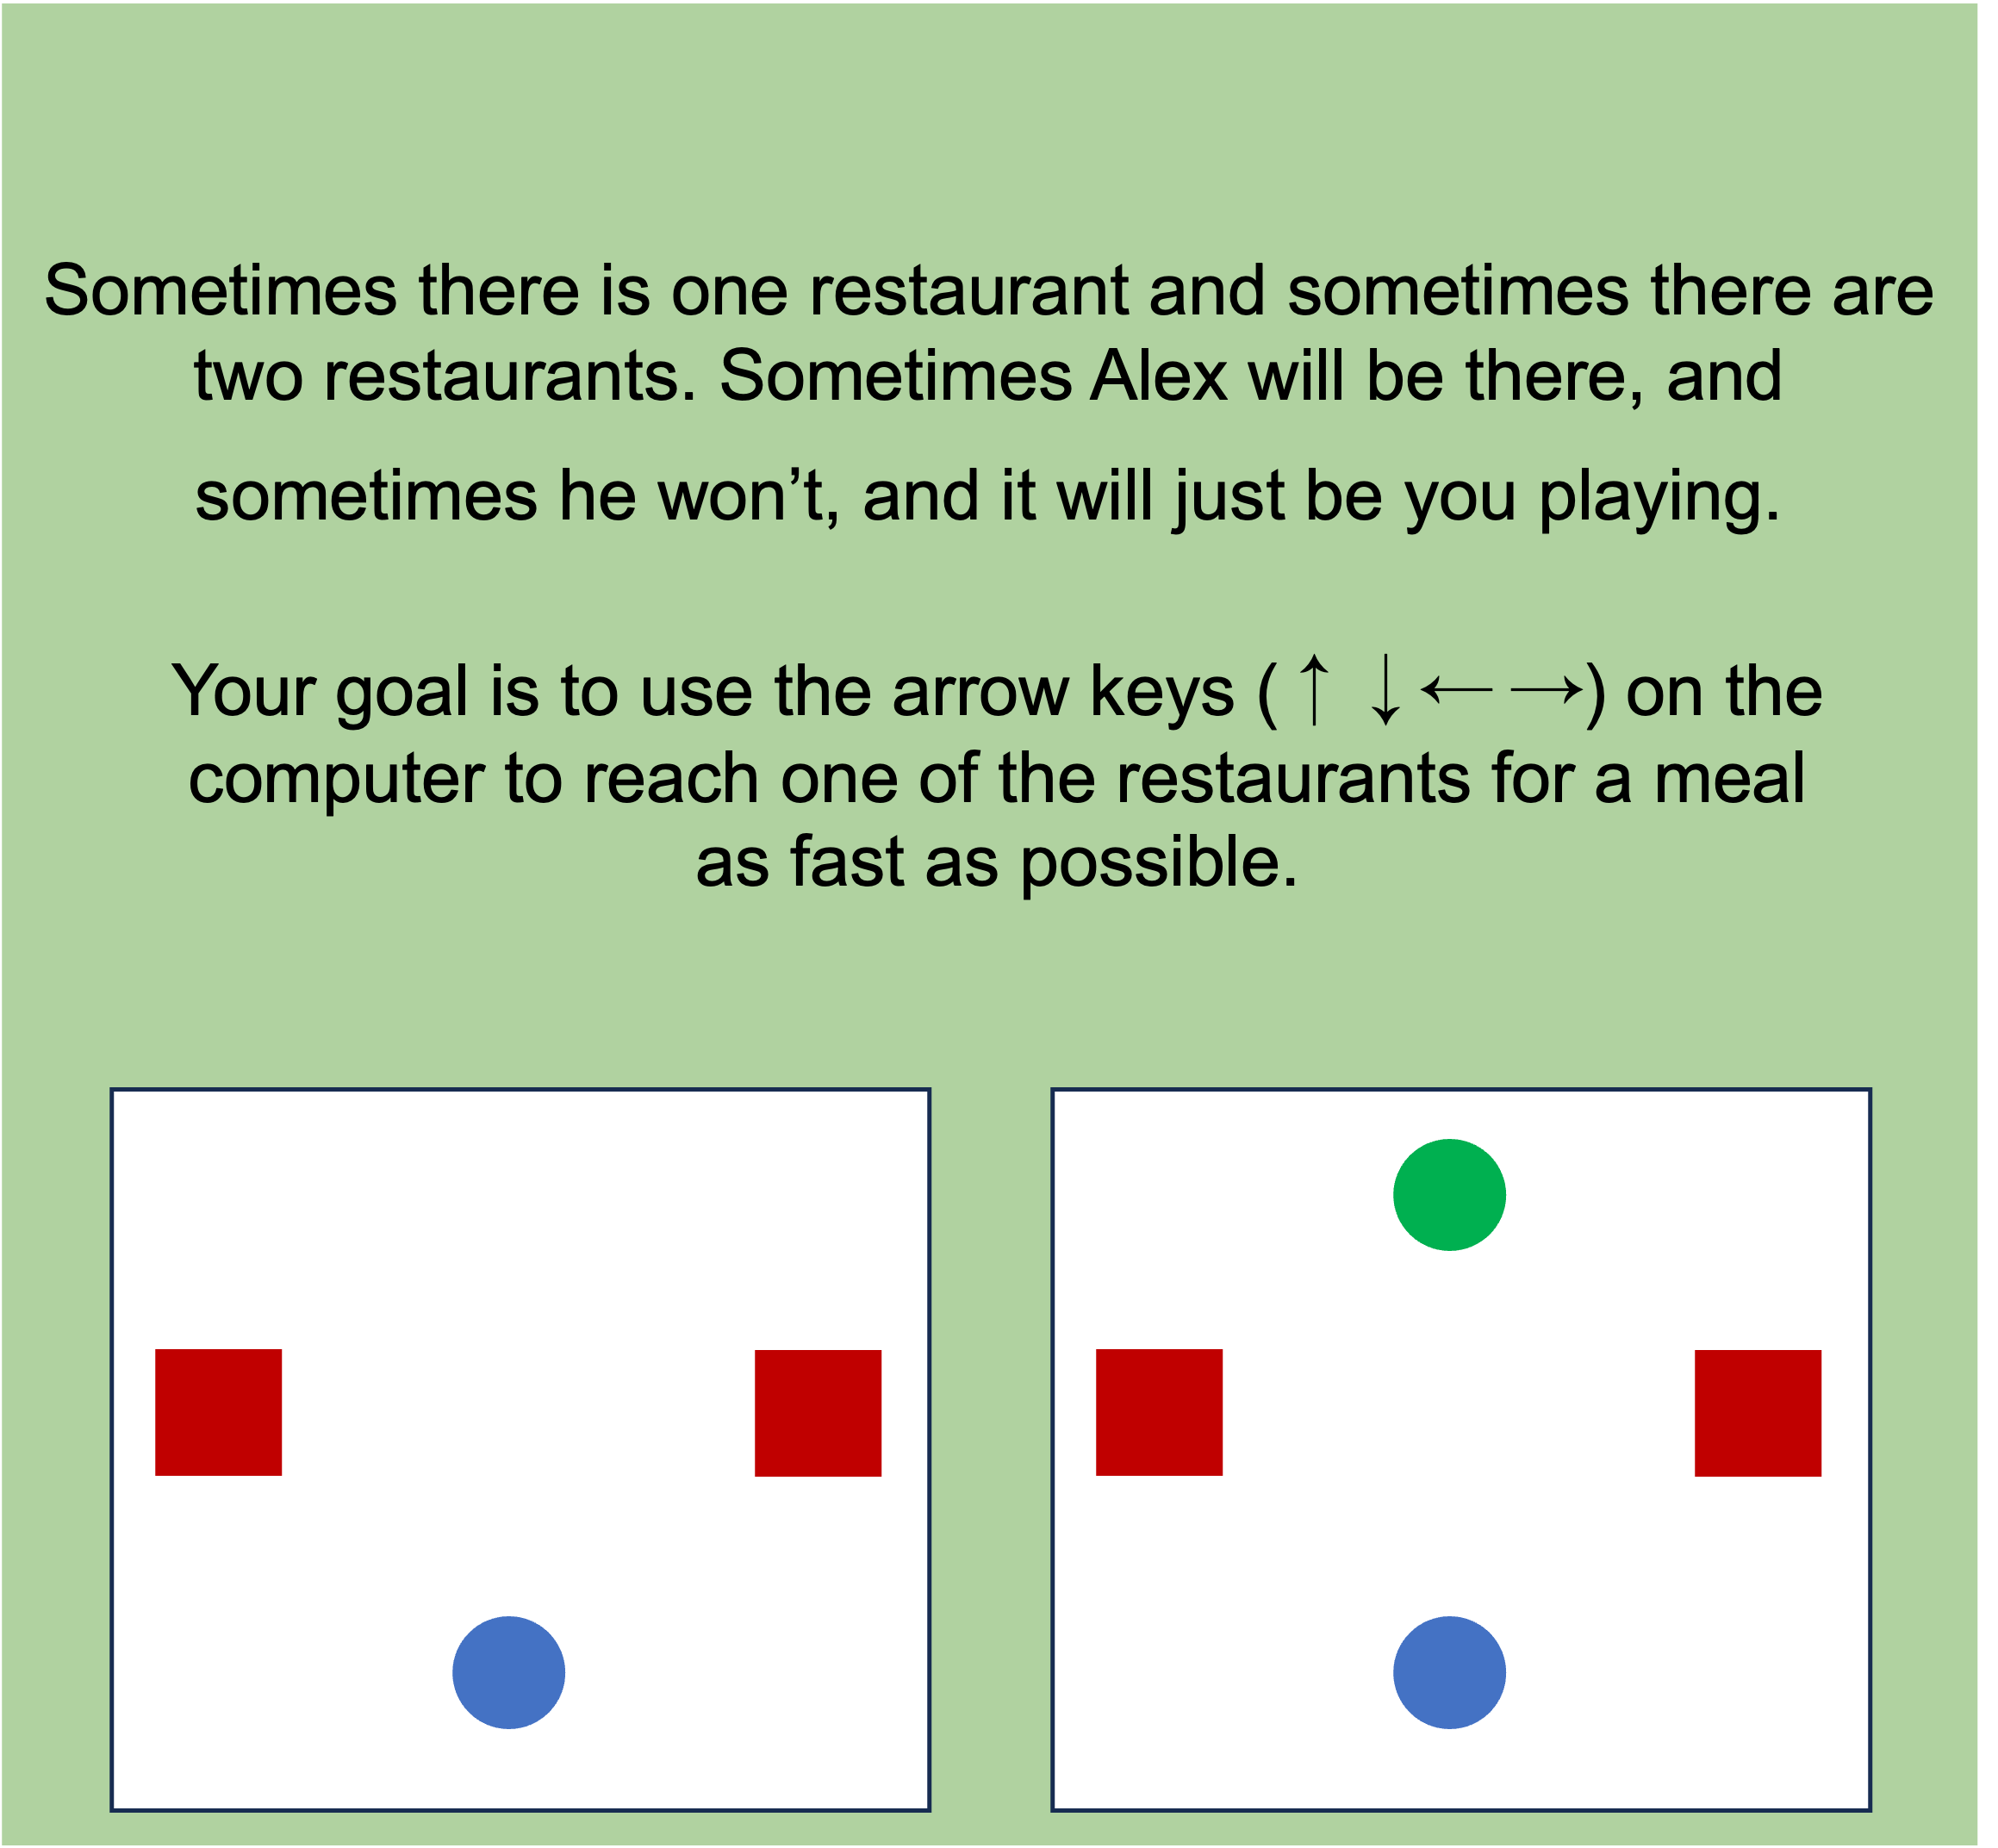 Sometimes there is one restaurant and sometimes there are
two restaurants. Sometimes Alex will be there, and
sometimes he won’t, and it will just be you playing.
Your goal is to use the arrow keys (↑ ↓←→) on the
computer to reach one of the restaurants for a meal
as fast as possible.